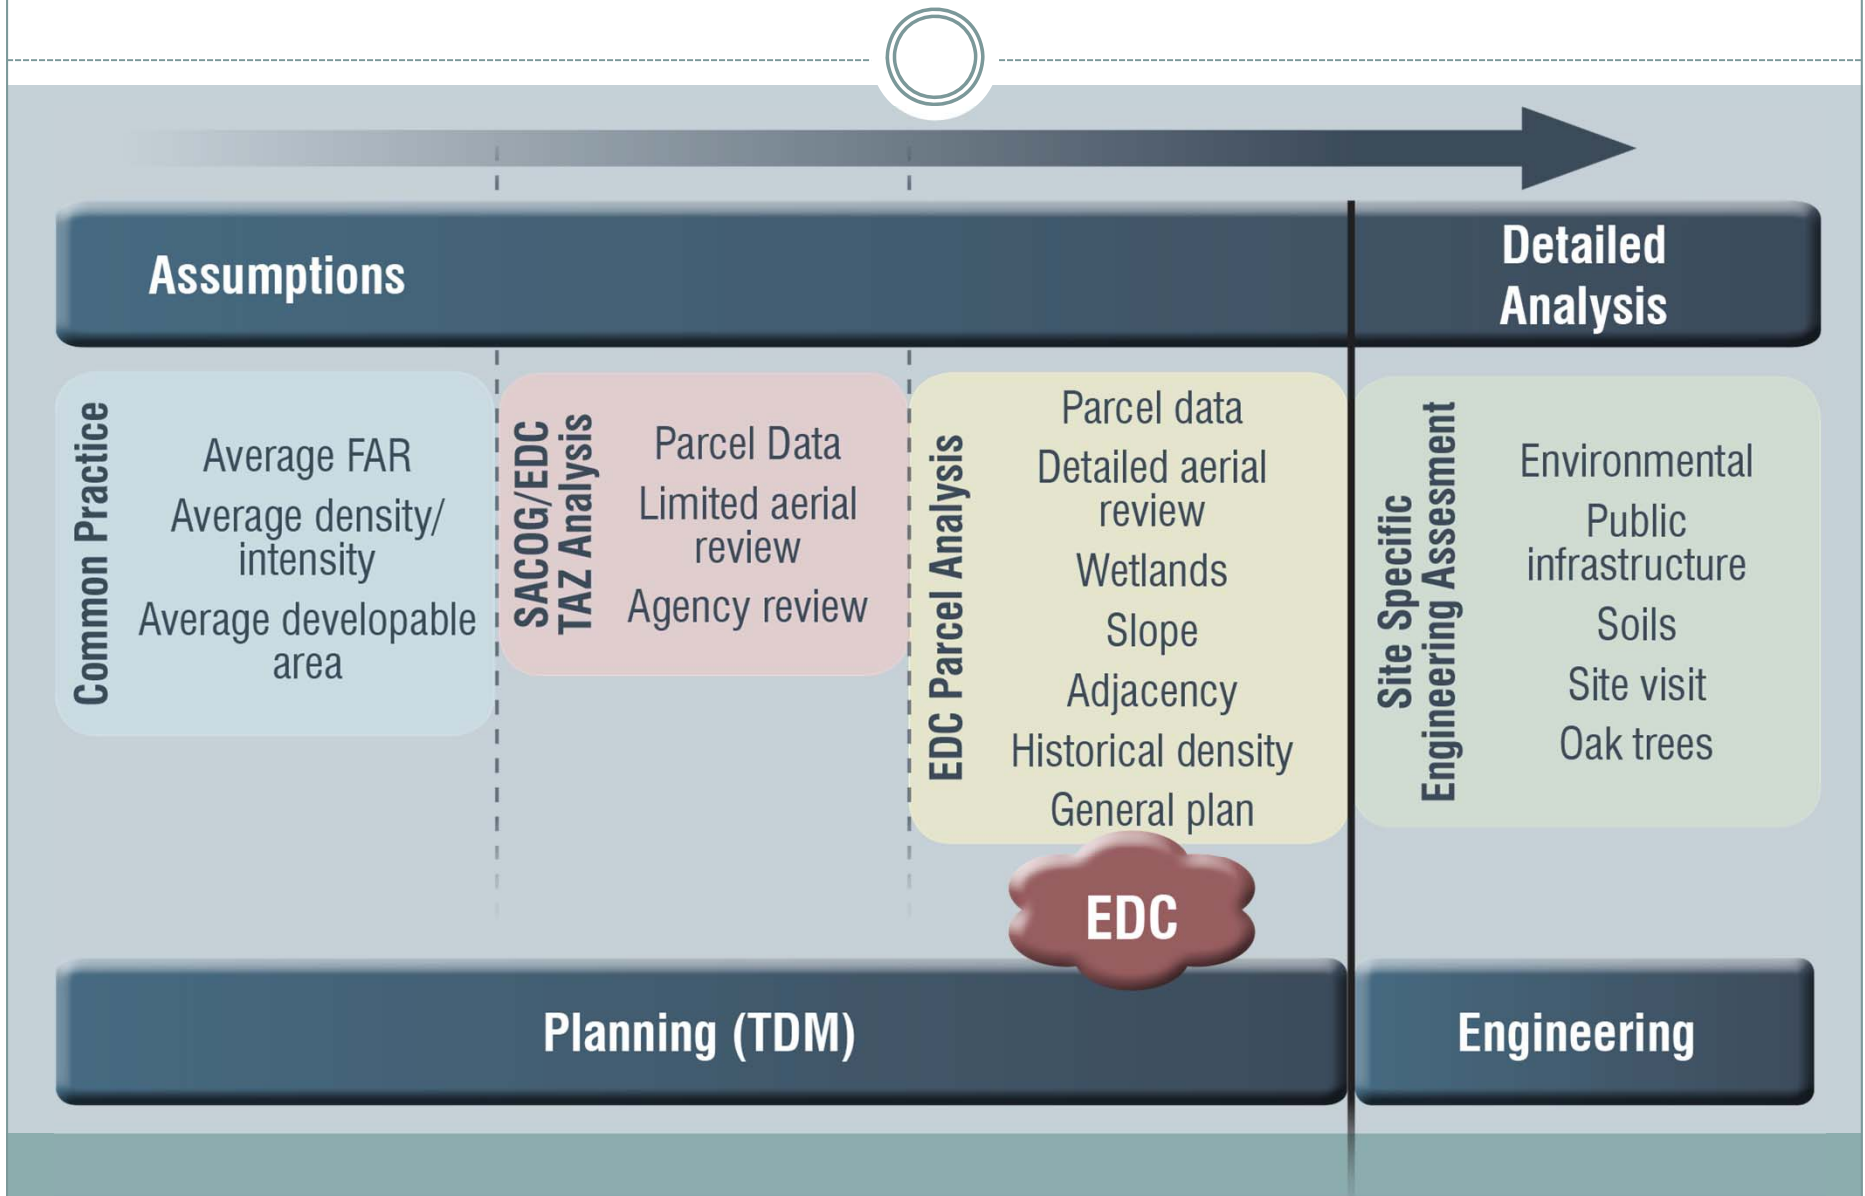 Assumptions
Detailed
Analysis
Common Practice
Average FAR
Average density/
intensity
Average developable
area
SACOG/EDC
TAZ Analysis
Parcel Data
Limited aerial
review
Agency review
EDC Parcel Analysis
Parcel data
Detailed aerial
review
Wetlands
Slope
Adjacency
Historical density
General plan
Site Specific
Engineering Assesment
Environmental
Public
infrastructure
Soils
Site visit
Oak trees
EDC
Planning (TDM)
Engineering